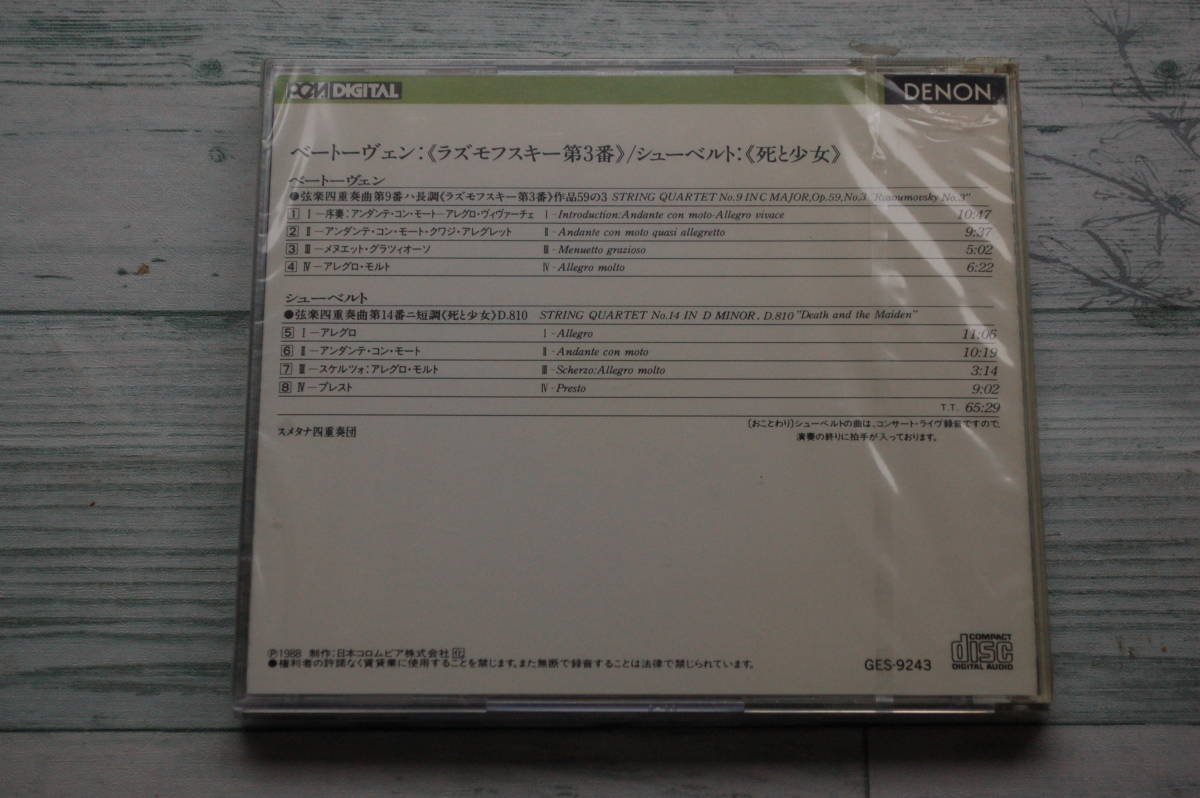 PCM DIGITAL
DENON
ベートーヴェン：《ラズモフスキー第3番》/シューベルト：《死と少女》
ベートーヴェン
●弦楽四重奏曲第9番ハ長調《ラズモフスキー第3番》作品59の3 STRING QUARTET No.9 IN C MAJOR,Op.59,No.3 "Rasoumovsky No.3"
1 Ⅰ－序奏：アンダンテ・コン・モート－アレグロ・ヴィヴァーチェ Ⅰ-Introduction:Andante con moto-Allegro vivace 10:47
2 Ⅱ－アンダンテ・コン・モート・クワジ・アレグレット Ⅱ-Andante con moto quasi allegretto 9:37
3 Ⅲ－メヌエット・グラツィオーソ Ⅲ-Menuetto grazioso 5:02
4 Ⅳ－アレグロ・モルト Ⅳ-Allegro molto 6:22
シューベルト
●弦楽四重奏曲第14番ニ短調《死と少女》D.810 STRING QUARTET No.14 IN D MINOR, D.810 "Death and the Maiden"
5 Ⅰ－アレグロ Ⅰ-Allegro 11:06
6 Ⅱ－アンダンテ・コン・モート Ⅱ-Andante con moto 10:19
7 Ⅲ－スケルツォ：アレグロ・モルト Ⅲ-Scherzo:Allegro molto 3:14
8 Ⅳ－プレスト Ⅳ-Presto 9:02
T.T. 65:29
スメタナ四重奏団
〔おことわり〕シューベルトの曲は、コンサート・ライヴ録音ですので、
演奏の終りに拍手が入っております。
Ⓟ1988 制作：日本コロムビア株式会社
●権利者の許諾なく賃貸業に使用することを禁じます。また無断で録音することは法律で禁じられています。
GES-9243
COMPACT
disc
DIGITAL AUDIO